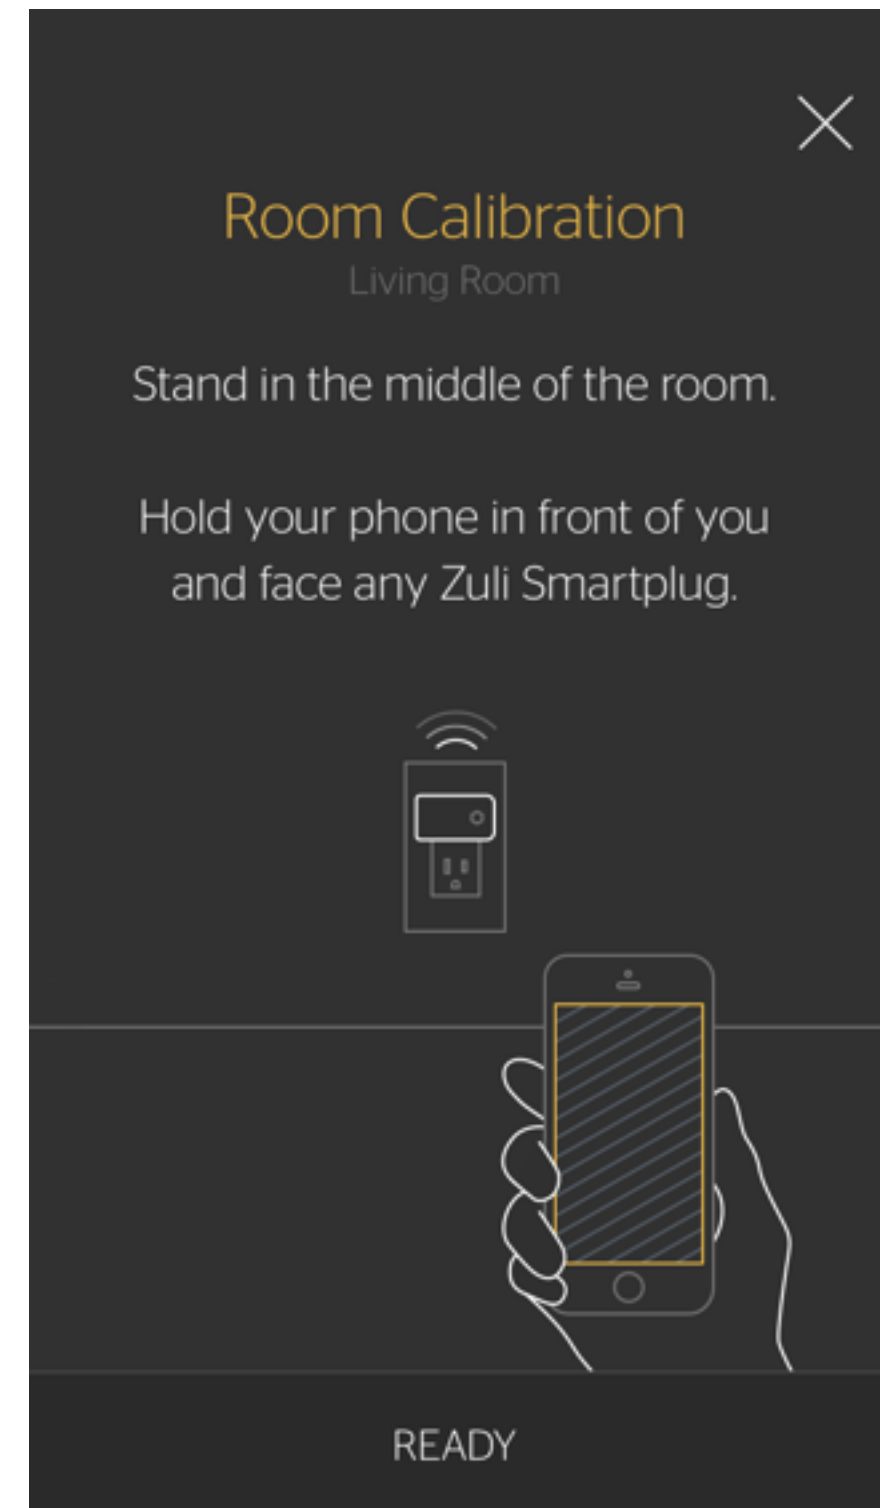 Room Calibration
Living Room
Stand in the middle of the room.
Hold your phone in front of you
and face any Zuli Smartplug.
READY